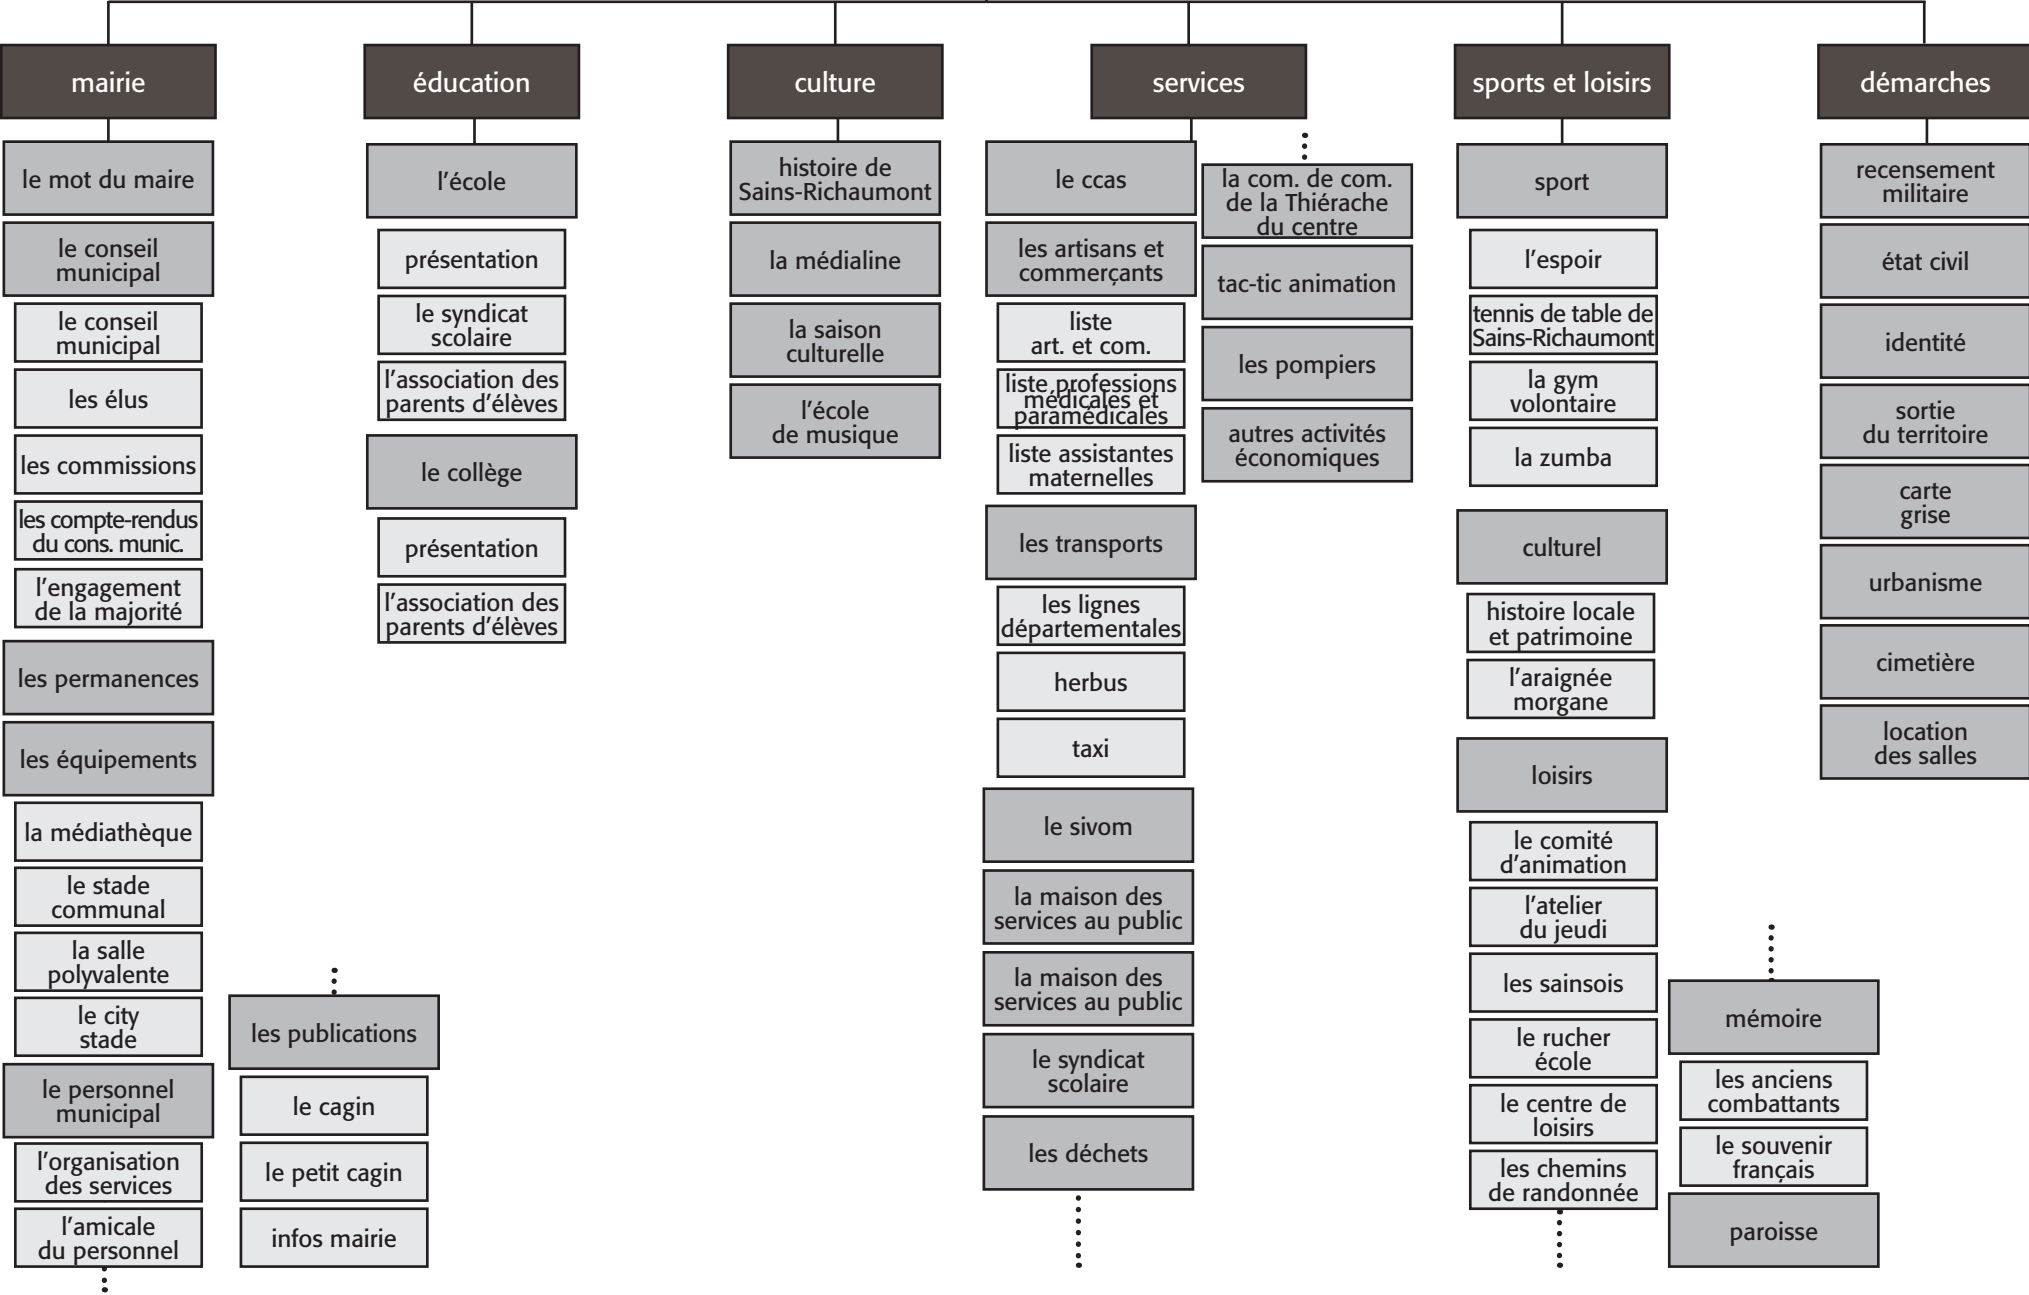 mairie
éducation
culture
services
sports et loisirs
démarches
le mot du maire
le conseil
municipal
le conseil
municipal
les élus
les commissions
les compte-rendus
du cons. munic.
l'engagement
de la majorité
les permanences
les équipements
la médiathèque
le stade
communal
la salle
polyvalente
le city
stade
le personnel
municipal
l'organisation
des services
l'amicale
du personnel
les publications
le cagin
le petit cagin
infos mairie
l'école
présentation
le syndicat
scolaire
l'association des
parents d'élèves
le collège
présentation
l'association des
parents d'élèves
histoire de
Sains-Richaumont
la médialine
la saison
culturelle
l'école
de musique
le ccas
les artisans et
commerçants
liste
art. et com.
liste professions
médicales et
paramédicales
liste assistantes
maternelles
les transports
les lignes
départementales
herbus
taxi
le sivom
la maison des
services au public
la maison des
services au public
le syndicat
scolaire
les déchets
la com. de com.
de la Thiérache
du centre
tac-tic animation
les pompiers
autres activités
économiques
sport
l'espoir
tennis de table de
Sains-Richaumont
la gym
volontaire
la zumba
culturel
histoire locale
et patrimoine
l'araignée
morgane
loisirs
le comité
d'animation
l'atelier
du jeudi
les sainsois
le rucher
école
le centre de
loisirs
les chemins
de randonnée
mémoire
les anciens
combattants
le souvenir
français
paroisse
recensement
militaire
état civil
identité
sortie
du territoire
carte
grise
urbanisme
cimetière
location
des salles